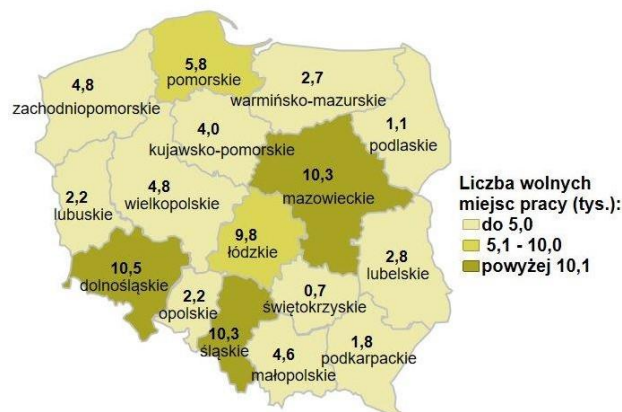 5,8
pomorskie
4,8
zachodniopomorskie
2,7
warmińsko-mazurskie
1,1
podlaskie
4,0
kujawsko-pomorskie
10,3
mazowieckie
2,2
lubuskie
4,8
wielkopolskie
9,8
łódzkie
2,8
lubelskie
10,5
dolnośląskie
2,2
opolskie
10,3
śląskie
0,7
świętokrzyskie
4,6
małopolskie
1,8
podkarpackie
Liczba wolnych
miejsc pracy (tys.):
do 5,0
5,1 - 10,0
powyżej 10,1